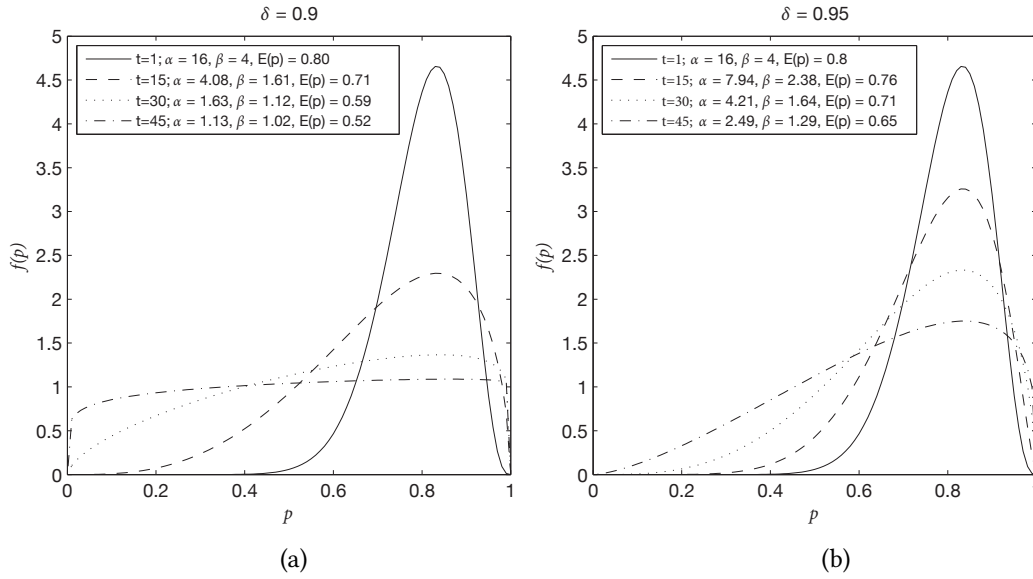 δ = 0.9
5
4.5
4
3.5
3
2.5
2
1.5
1
0.5
0
f(p)
t=1; α = 16, β = 4, E(p) = 0.80
t=15; α = 4.08, β = 1.61, E(p) = 0.71
t=30; α = 1.63, β = 1.12, E(p) = 0.59
t=45; α = 1.13, β = 1.02, E(p) = 0.52
0 0.2 0.4 0.6 0.8 1
p
(a)
δ = 0.95
5
4.5
4
3.5
3
2.5
2
1.5
1
0.5
0
f(p)
t=1; α = 16, β = 4, E(p) = 0.8
t=15; α = 7.94, β = 2.38, E(p) = 0.76
t=30; α = 4.21, β = 1.64, E(p) = 0.71
t=45; α = 2.49, β = 1.29, E(p) = 0.65
0 0.2 0.4 0.6 0.8 1
p
(b)